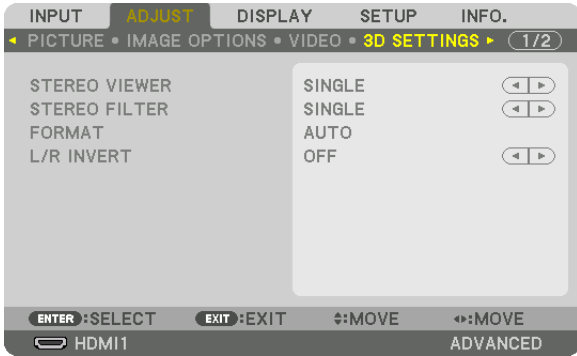 INPUT ADJUST DISPLAY SETUP INFO.
◄ PICTURE • IMAGE OPTIONS • VIDEO • 3D SETTINGS ► 1/2
STEREO VIEWER SINGLE ◄ ►
STEREO FILTER SINGLE ◄ ►
FORMAT AUTO
L/R INVERT OFF ◄ ►
ENTER :SELECT EXIT :EXIT ♦:MOVE ◄►:MOVE
HDMI1 ADVANCED